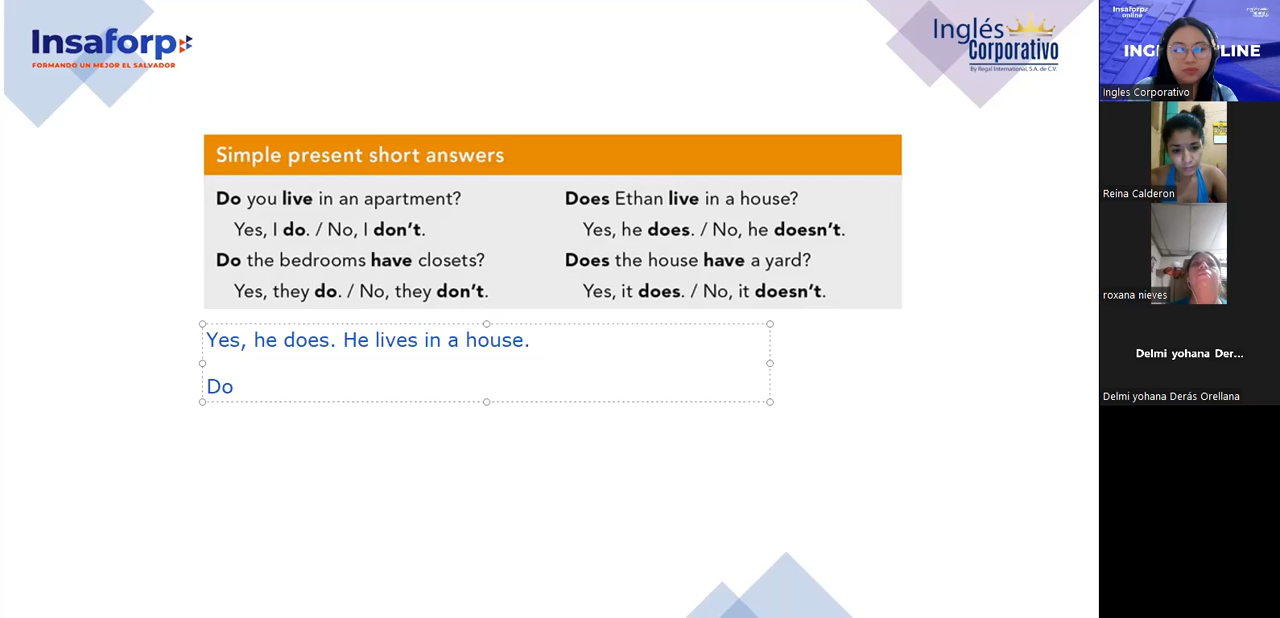 Insaforp
FORMANDO UN MEJOR EL SALVADOR
Inglés
Corporativo
By Regal International, S.A. de C.V.
Simple present short answers
Do you live in an apartment?
Yes, I do. / No, I don't.
Do the bedrooms have closets?
Yes, they do. / No, they don't.
Does Ethan live in a house?
Yes, he does. / No, he doesn't.
Does the house have a yard?
Yes, it does. / No, it doesn't.
Yes, he does. He lives in a house.
Do
Insaforp
online
LINE
Ingles Corporativo
Reina Calderon
roxana nieves
Delmi yohana Der...
Delmi yohana Derás Orellana